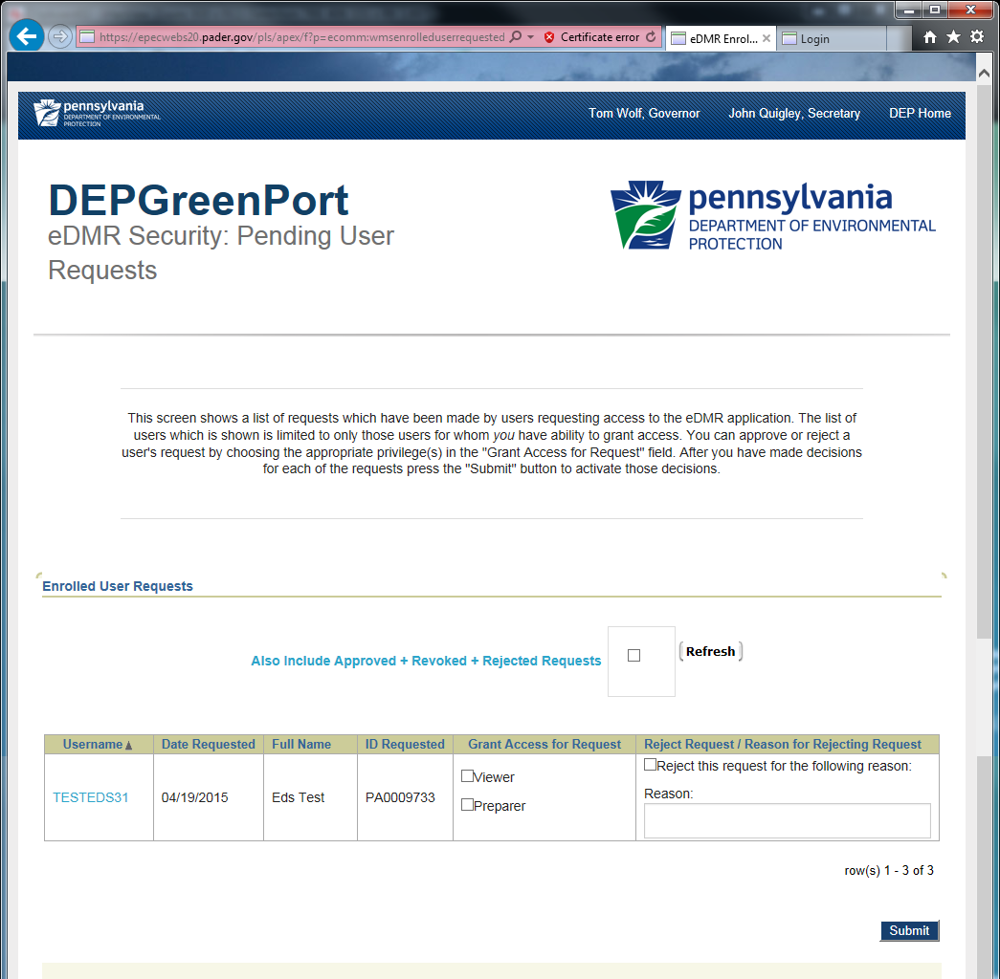 https://epecwebs20.pader.gov/pls/apex/f?p=ecomm:wmsenrolleduserrequested
Certificate error
eDMR Enrol...
Login
pennsylvania
DEPARTMENT OF ENVIRONMENTAL
PROTECTION
Tom Wolf, Governor
John Quigley, Secretary
DEP Home
DEPGreenPort
eDMR Security: Pending User
Requests
pennsylvania
DEPARTMENT OF ENVIRONMENTAL
PROTECTION
This screen shows a list of requests which have been made by users requesting access to the eDMR application. The list of
users which is shown is limited to only those users for whom you have ability to grant access. You can approve or reject a
user's request by choosing the appropriate privilege(s) in the "Grant Access for Request" field. After you have made decisions
for each of the requests press the "Submit" button to activate those decisions.
Enrolled User Requests
Also Include Approved + Revoked + Rejected Requests
Refresh
Username Date Requested Full Name ID Requested Grant Access for Request Reject Request / Reason for Rejecting Request
TESTEDS31 04/19/2015 Eds Test PA0009733
Viewer
Preparer
Reject this request for the following reason:
Reason:
row(s) 1 - 3 of 3
Submit